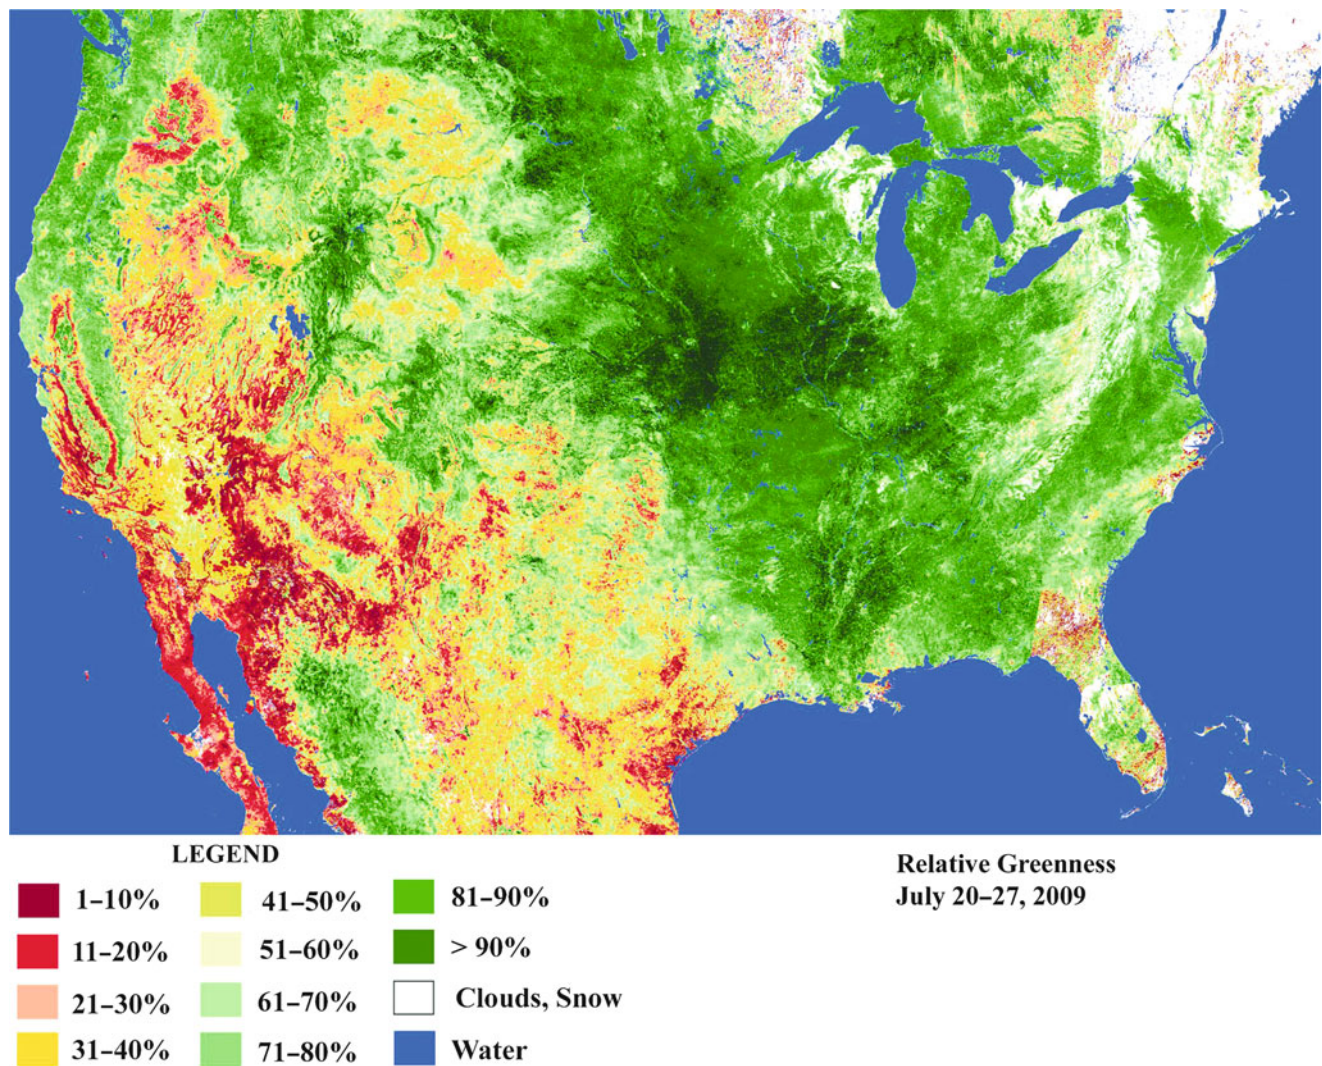 LEGEND
1–10%
11–20%
21–30%
31–40%
41–50%
51–60%
61–70%
71–80%
81–90%
> 90%
Clouds, Snow
Water
Relative Greenness
July 20–27, 2009